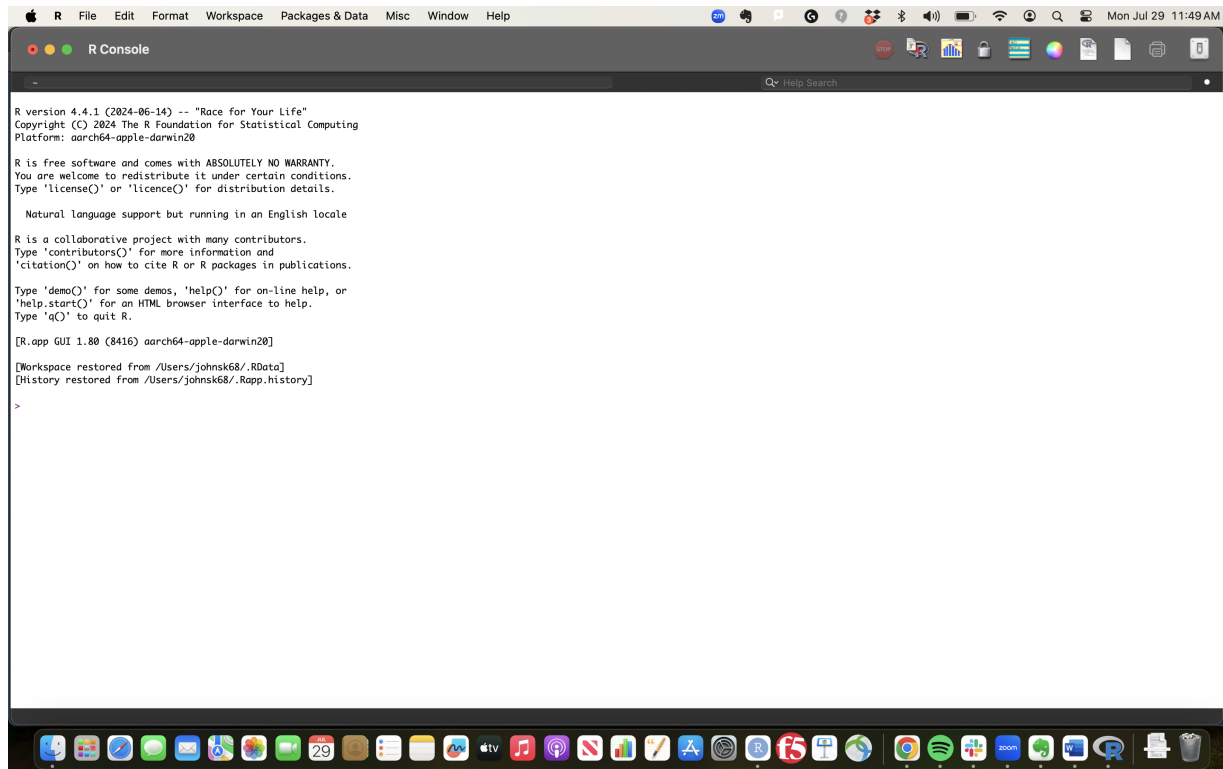 R File Edit Format Workspace Packages & Data Misc Window Help zm Mon Jul 29 11:49 AM
R Console STOP
~ Help Search
R version 4.4.1 (2024-06-14) -- "Race for Your Life"
Copyright (C) 2024 The R Foundation for Statistical Computing
Platform: aarch64-apple-darwin20
R is free software and comes with ABSOLUTELY NO WARRANTY.
You are welcome to redistribute it under certain conditions.
Type 'license()' or 'licence()' for distribution details.
Natural language support but running in an English locale
R is a collaborative project with many contributors.
Type 'contributors()' for more information and
'citation()' on how to cite R or R packages in publications.
Type 'demo()' for some demos, 'help()' for on-line help, or
'help.start()' for an HTML browser interface to help.
Type 'q()' to quit R.
[R.app GUI 1.80 (8416) aarch64-apple-darwin20]
[Workspace restored from /Users/johnsk68/.RData]
[History restored from /Users/johnsk68/.Rapp.history]
>
JUL 29 tv R f5 zoom W R